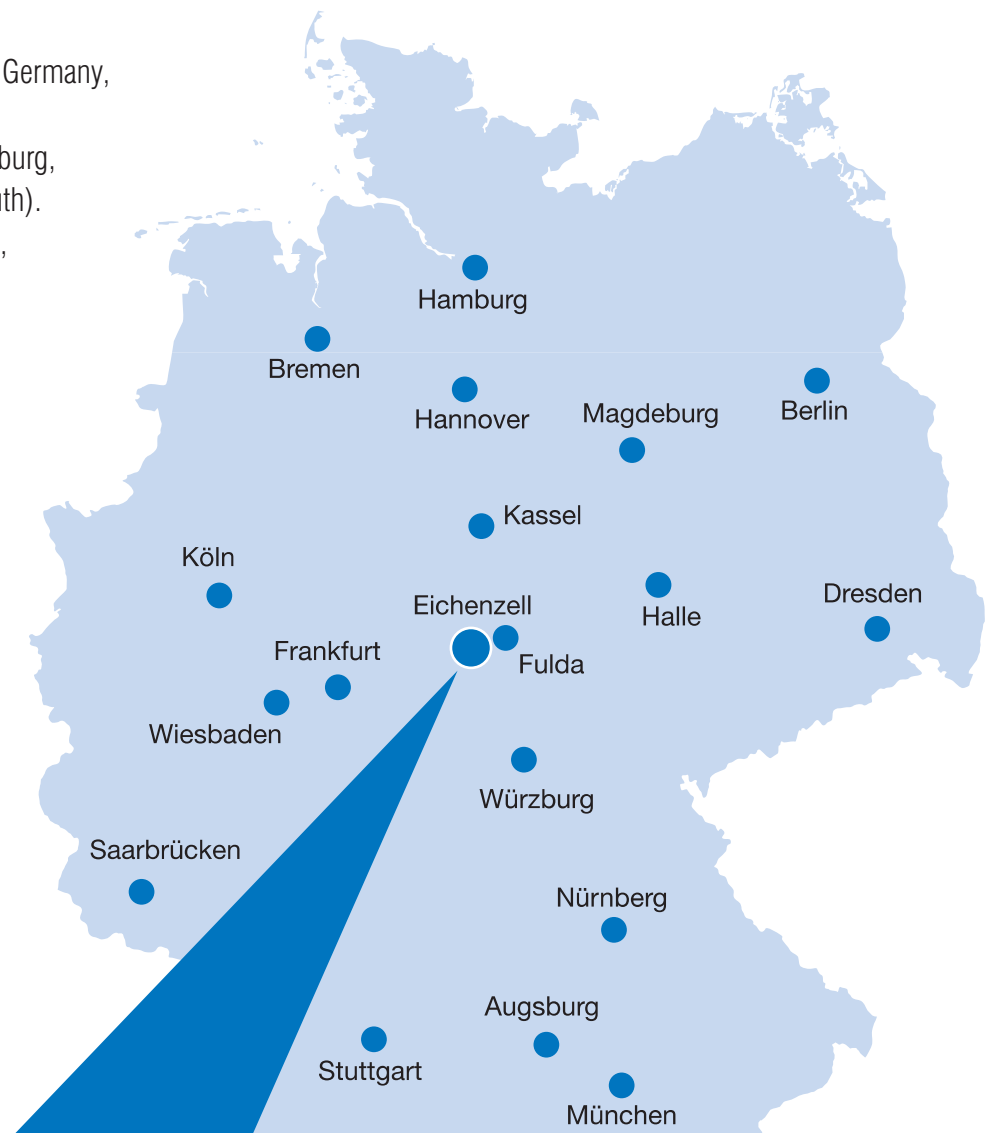 Germany,
burg,
th).
,
Hamburg
Bremen
Hannover
Magdeburg
Berlin
Kassel
Köln
Halle
Dresden
Eichenzell
Fulda
Frankfurt
Wiesbaden
Würzburg
Saarbrücken
Nürnberg
Augsburg
Stuttgart
München